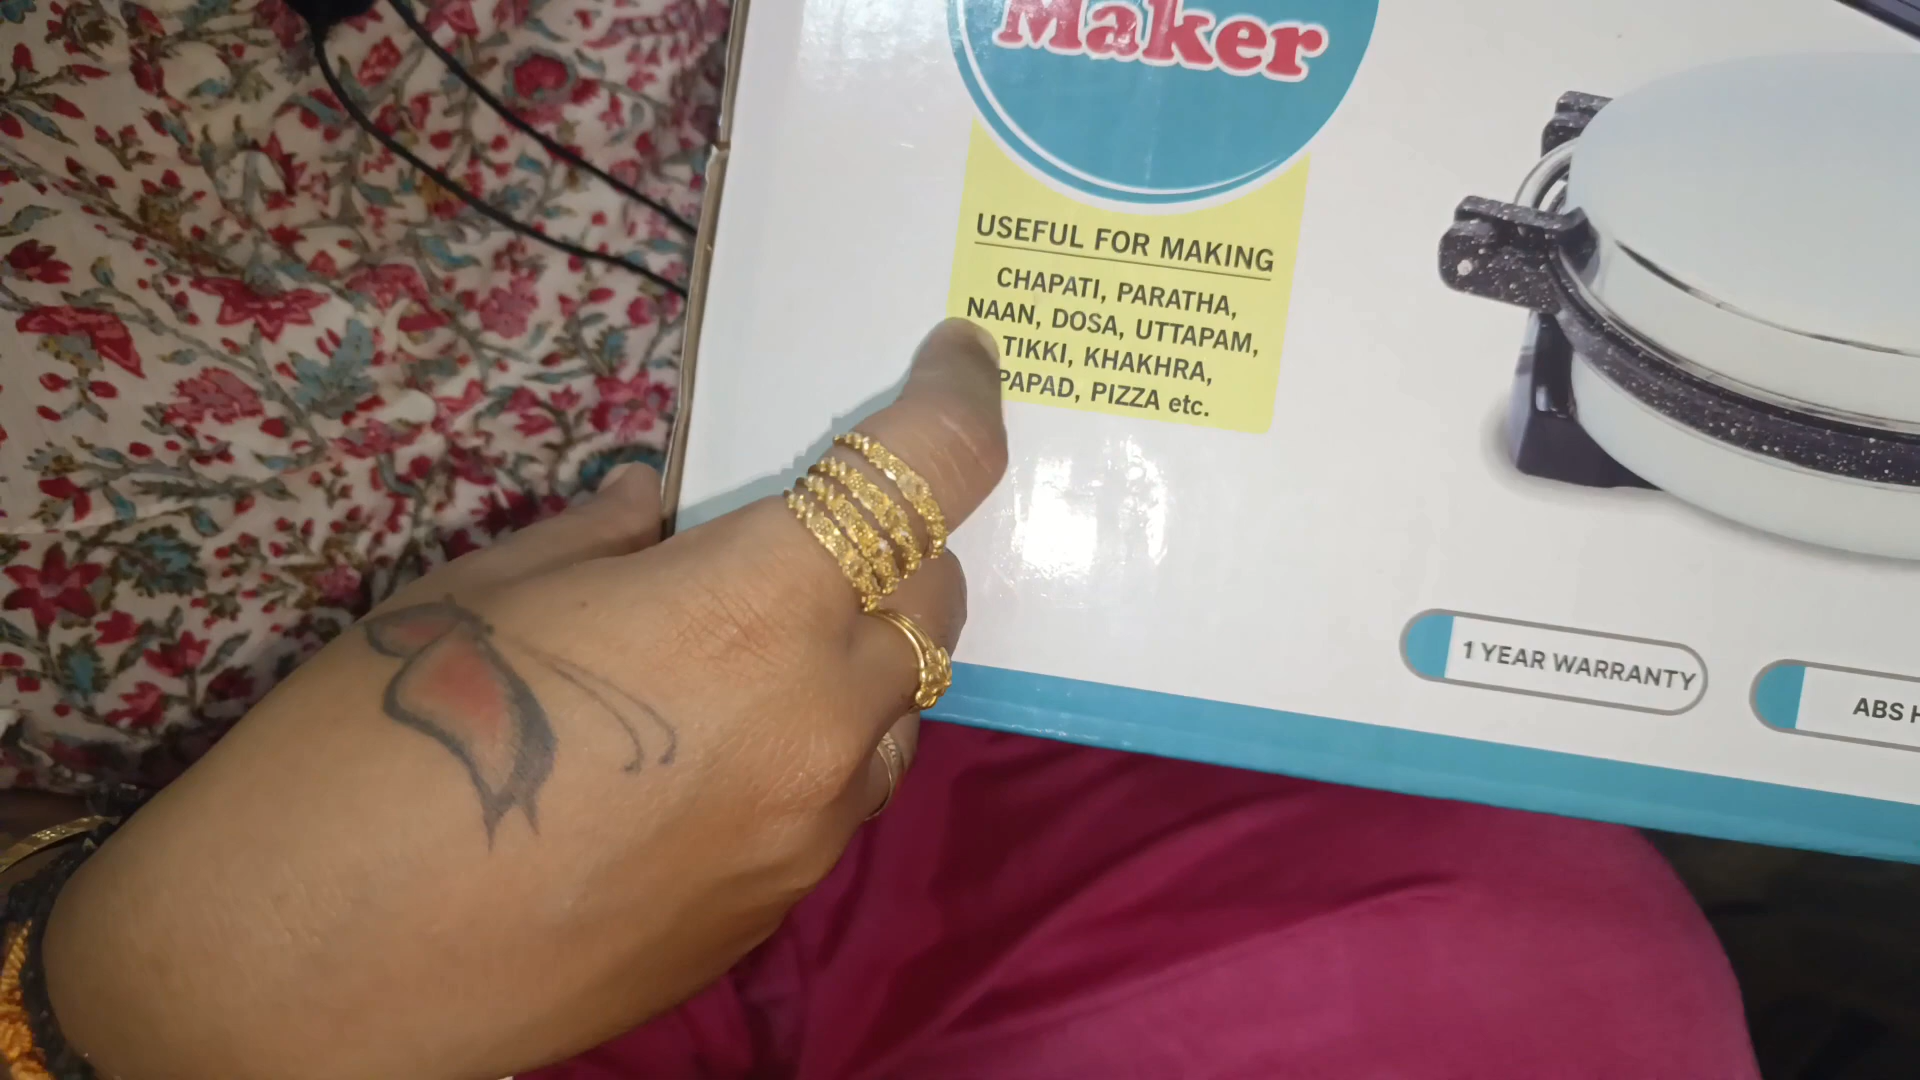 Maker
USEFUL FOR MAKING
CHAPATI, PARATHA,
NAAN, DOSA, UTTAPAM,
TIKKI, KHAKHRA,
PAPAD, PIZZA etc.
1 YEAR WARRANTY
ABS